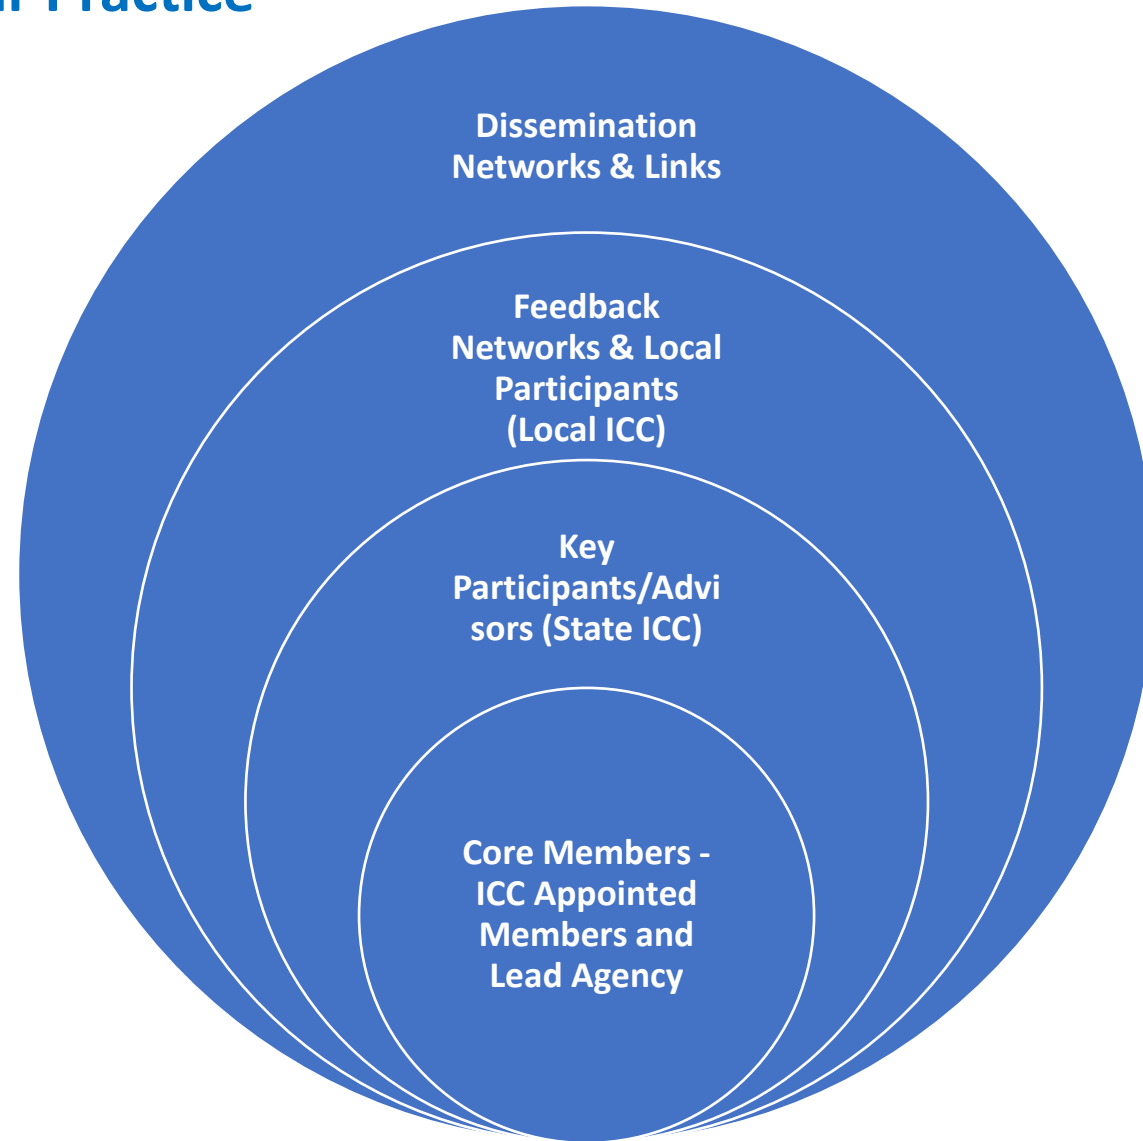 Practice
Dissemination
Networks & Links
Feedback
Networks & Local
Participants
(Local ICC)
Key
Participants/Advi
sors (State ICC)
Core Members -
ICC Appointed
Members and
Lead Agency